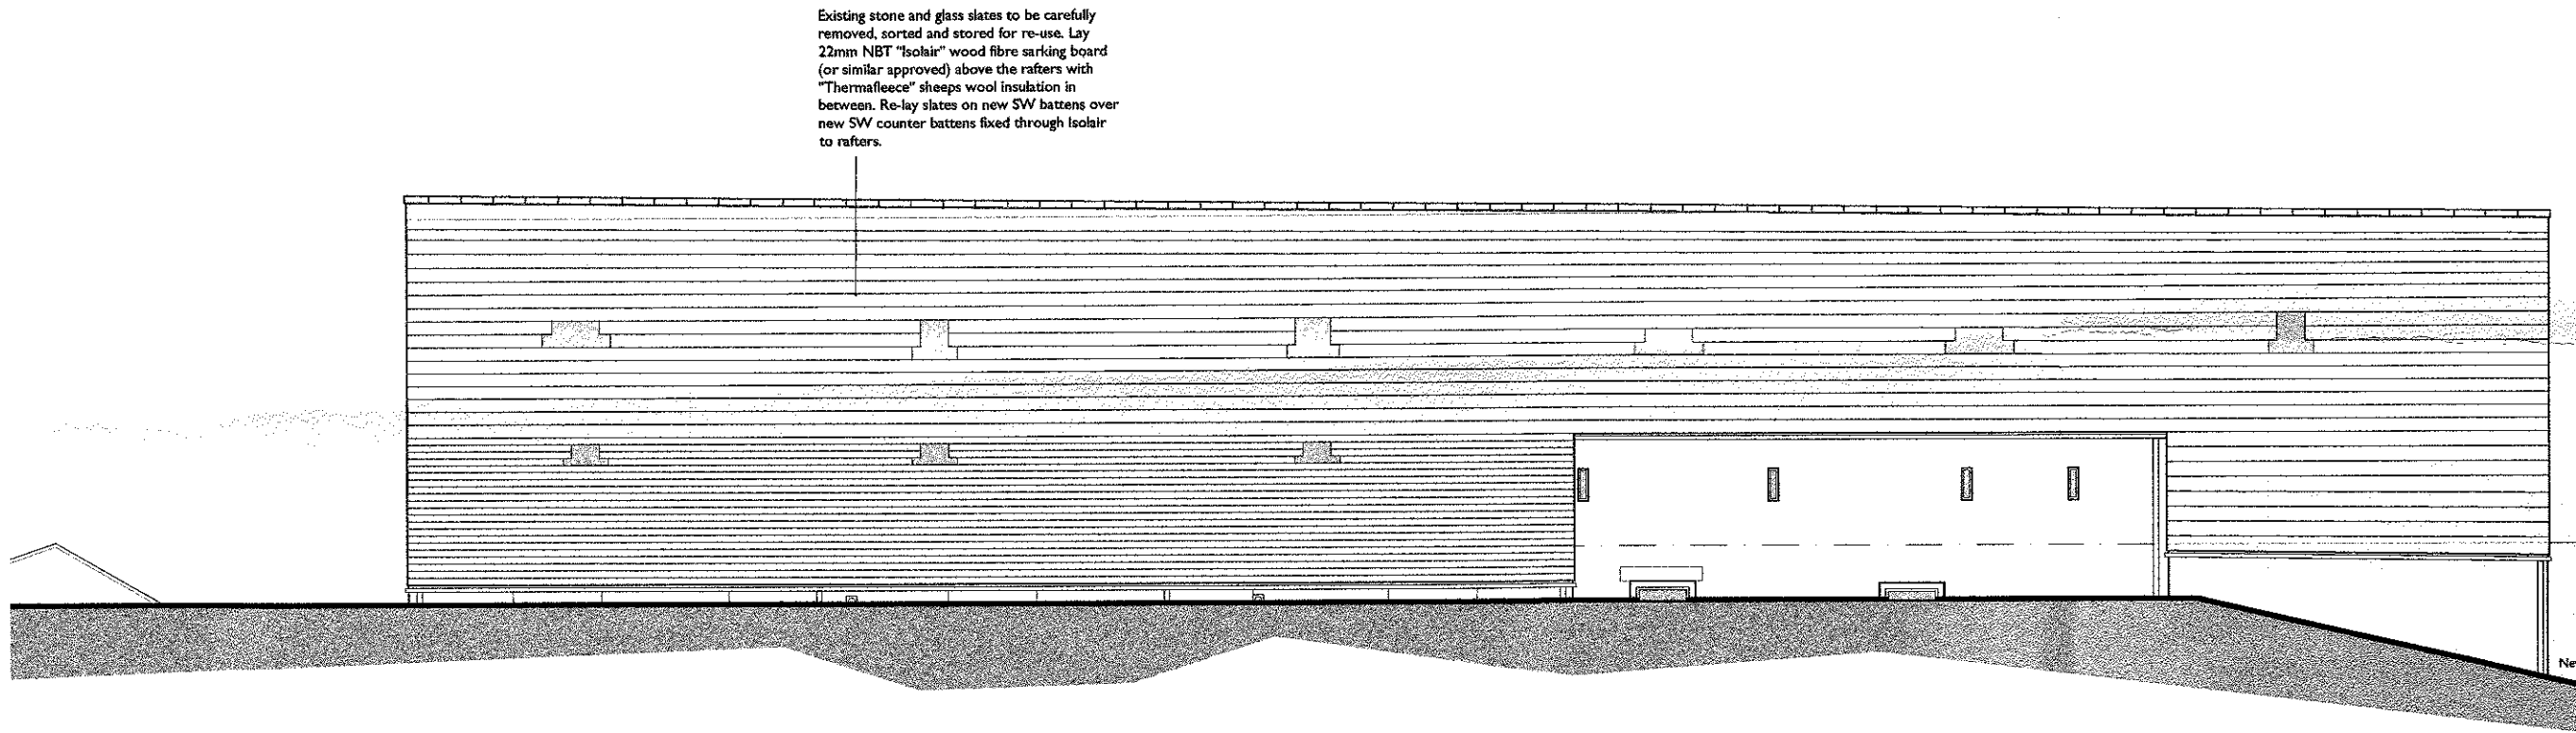 Existing stone and glass slates to be carefully
removed, sorted and stored for re-use. Lay
22mm NBT "Isolair" wood fibre sarking board
(or similar approved) above the rafters with
"Thermafleece" sheeps wool insulation in
between. Re-lay slates on new SW battens over
new SW counter battens fixed through Isolair
to rafters.
Ne